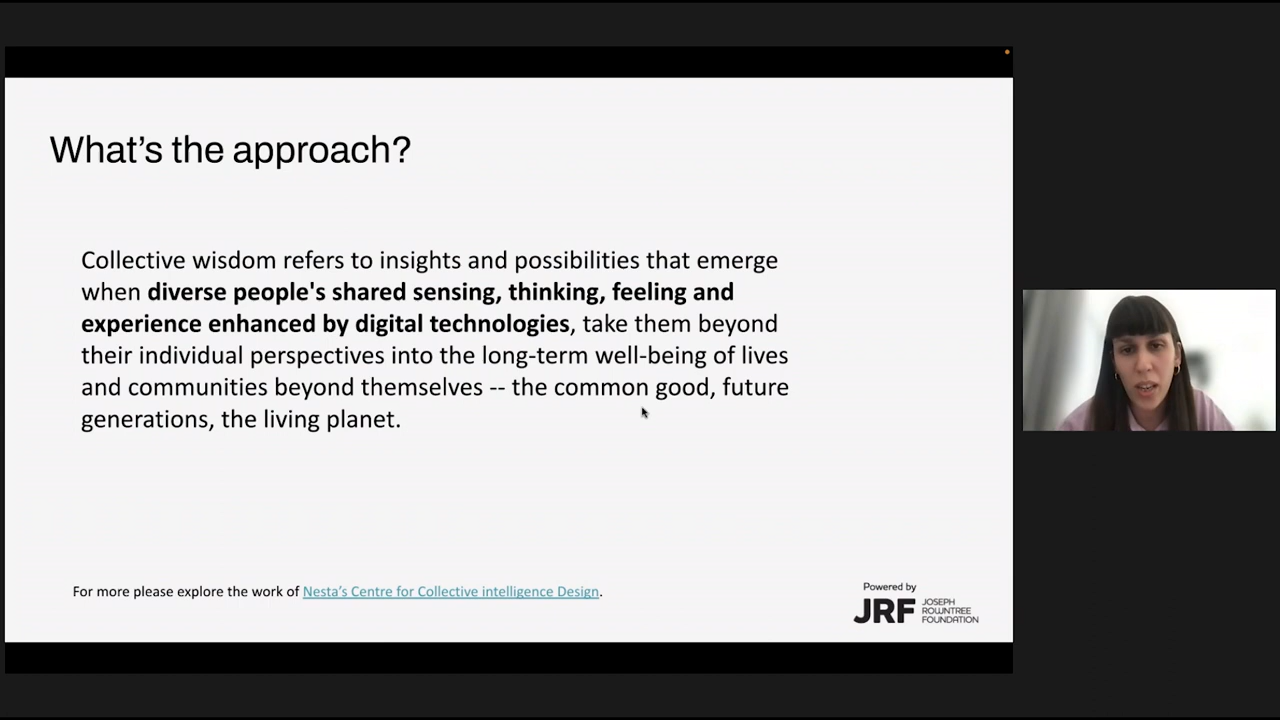 What's the approach?
Collective wisdom refers to insights and possibilities that emerge
when diverse people's shared sensing, thinking, feeling and
experience enhanced by digital technologies, take them beyond
their individual perspectives into the long-term well-being of lives
and communities beyond themselves -- the common good, future
generations, the living planet.
For more please explore the work of Nesta's Centre for Collective intelligence Design.
Powered by
JRF
JOSEPH
ROWNTREE
FOUNDATION